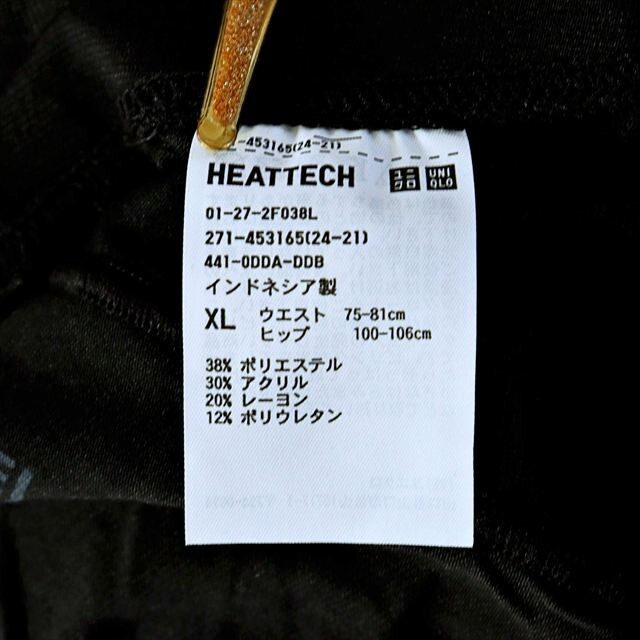 -453165(24-21)
HEATTECH ユニクロ UNIQLO
01-27-2F038L
271-453165(24-21)
441-0DDA-DDB
インドネシア製
XL ウエスト 75-81cm
ヒップ 100-106cm
38% ポリエステル
30% アクリル
20% レーヨン
12% ポリウレタン